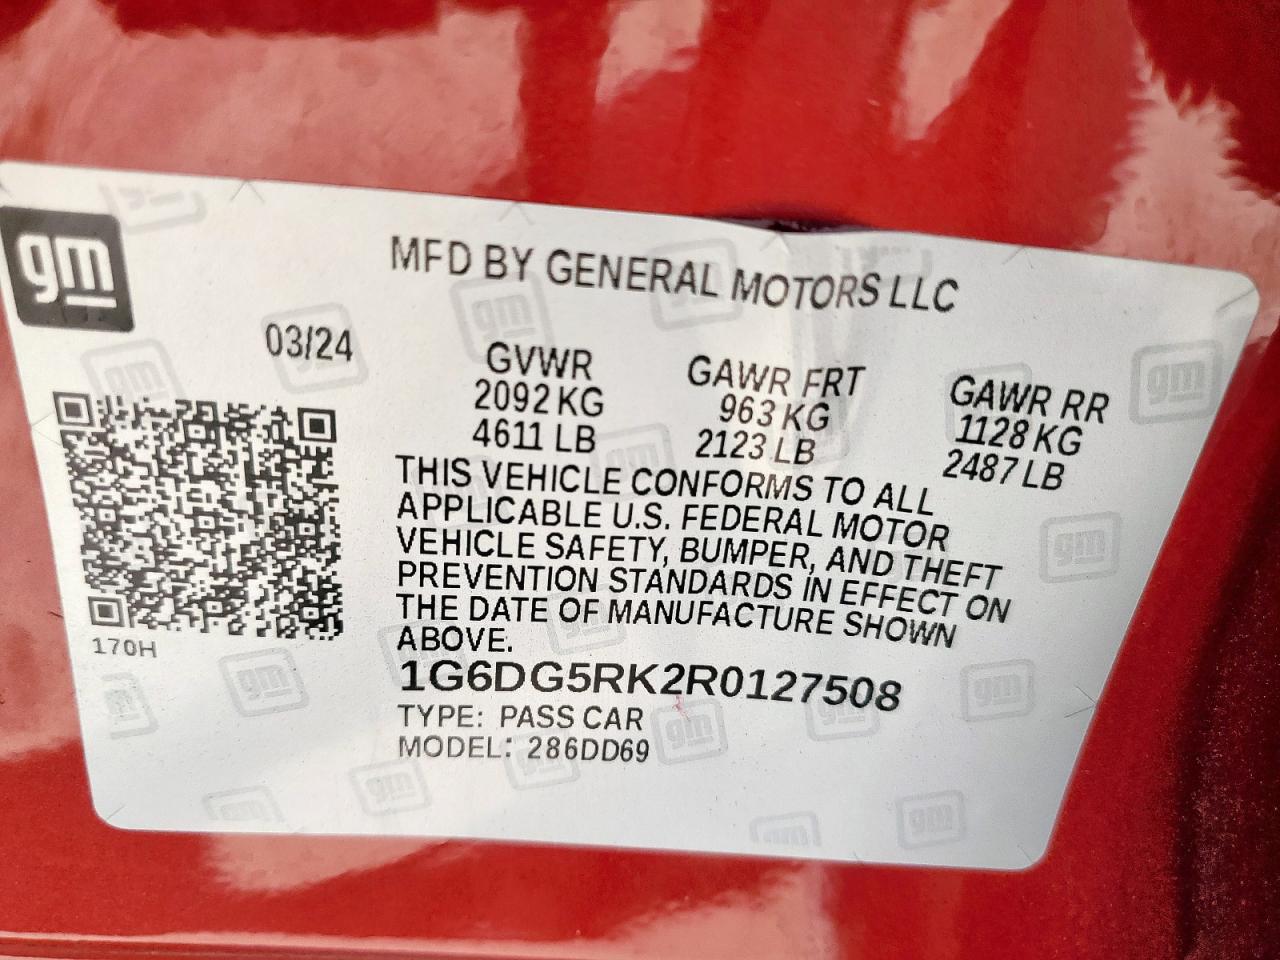 gm
MFD BY GENERAL MOTORS LLC
03/24
GVWR GAWR FRT GAWR RR
2092 KG 963 KG 1128 KG
4611 LB 2123 LB 2487 LB
THIS VEHICLE CONFORMS TO ALL
APPLICABLE U.S. FEDERAL MOTOR
VEHICLE SAFETY, BUMPER, AND THEFT
PREVENTION STANDARDS IN EFFECT ON
THE DATE OF MANUFACTURE SHOWN
ABOVE.
170H
1G6DG5RK2R0127508
TYPE: PASS CAR
MODEL: 286DD69